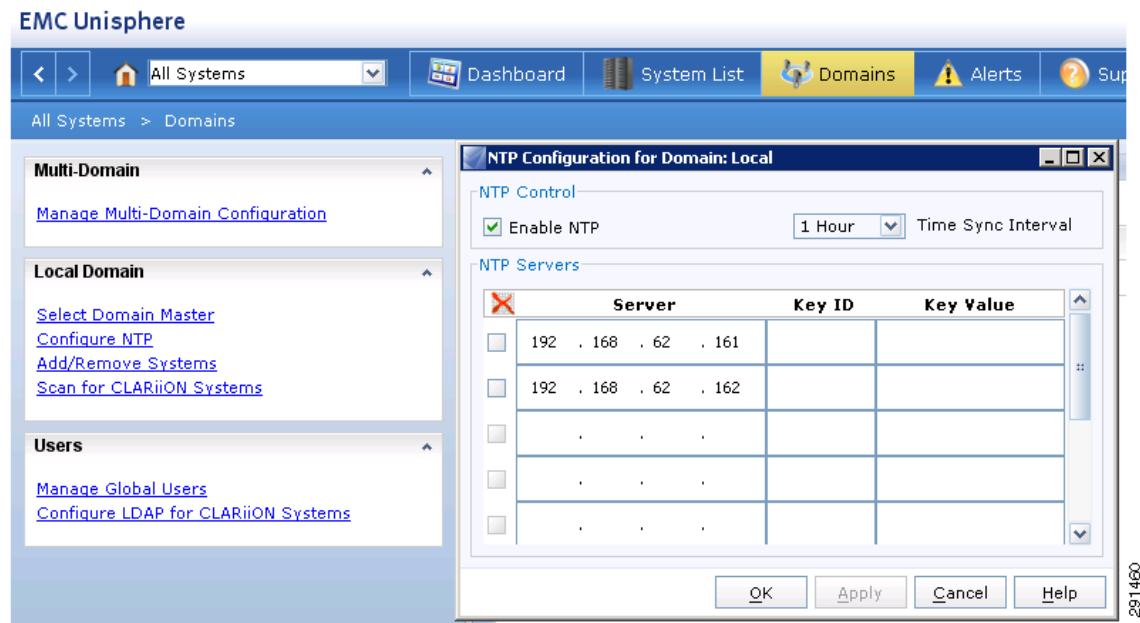 EMC Unisphere
All Systems
Dashboard
System List
Domains
Alerts
All Systems > Domains
Multi-Domain
Manage Multi-Domain Configuration
Local Domain
Select Domain Master
Configure NTP
Add/Remove Systems
Scan for CLARiiON Systems
Users
Manage Global Users
Configure LDAP for CLARiiON Systems
NTP Configuration for Domain: Local
NTP Control
Enable NTP
1 Hour
Time Sync Interval
NTP Servers
Server Key ID Key Value
192 . 168 . 62 . 161
192 . 168 . 62 . 162
. . .
. . .
. . .
OK Apply Cancel Help
291460